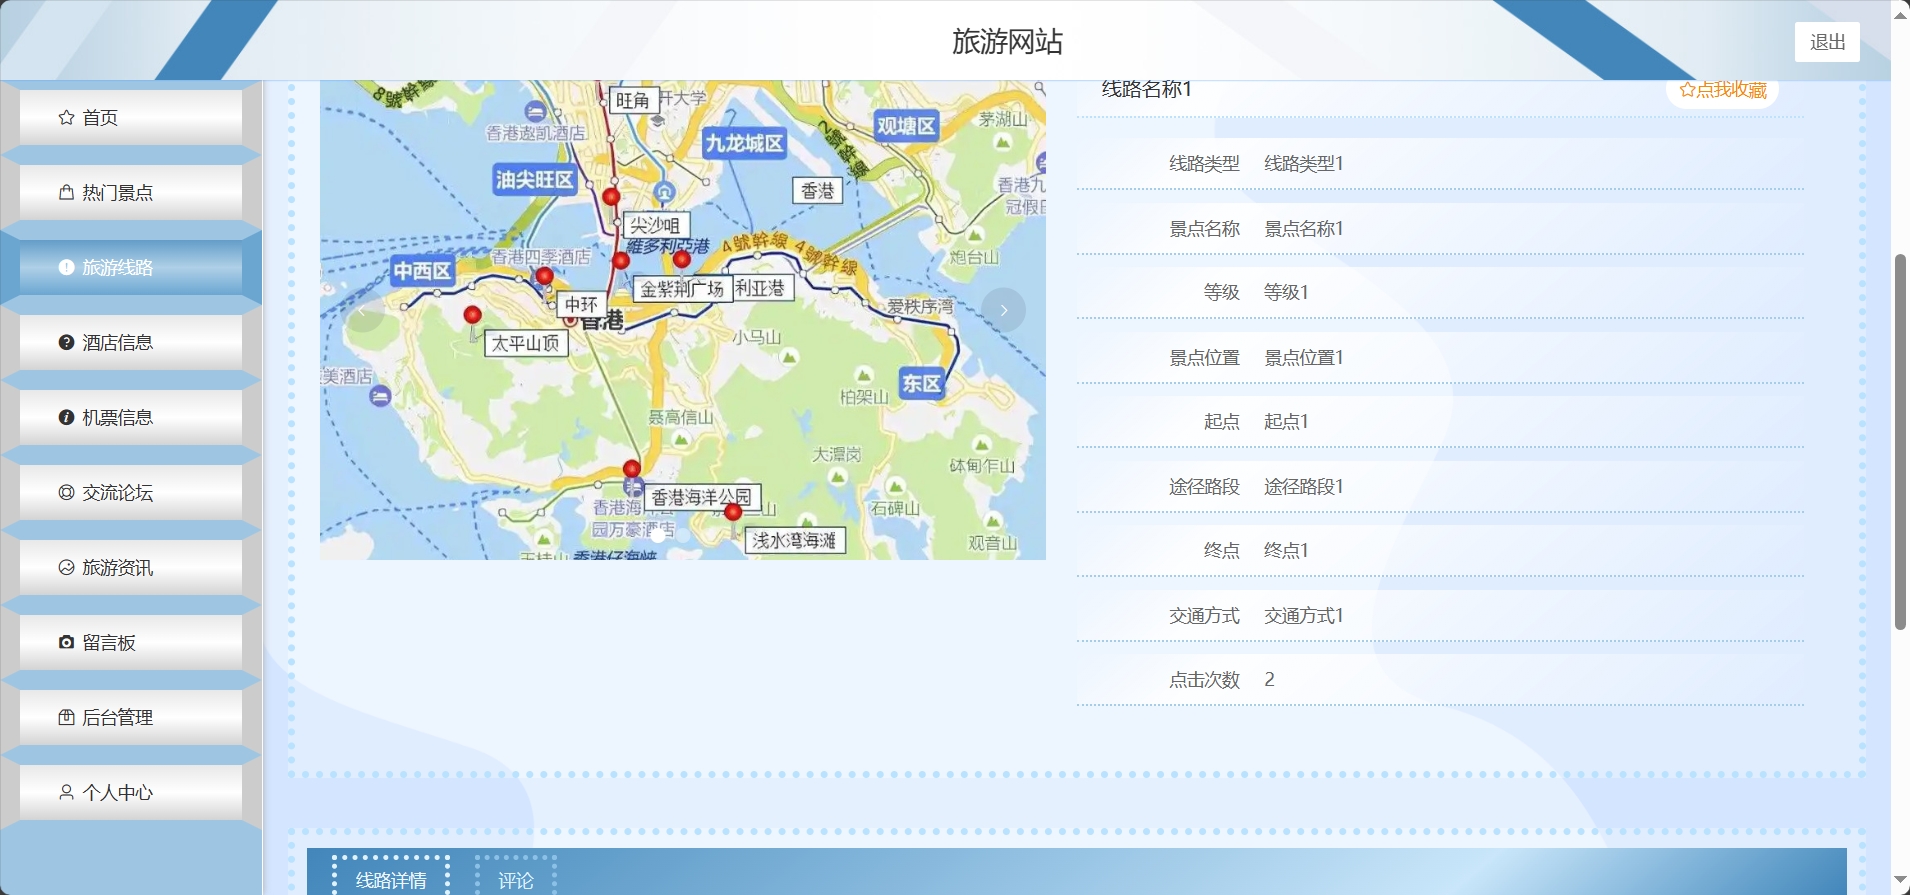 旅游网站
退出
首页
热门景点
旅游线路
酒店信息
机票信息
交流论坛
旅游资讯
留言板
后台管理
个人中心
8號幹線
旺角
开大学
香港遨凯酒店
九龙城区
2號幹線
观塘区
茅湖山
油尖旺区
香港
香港九
冠假日
尖沙咀
維多利亞港
4號幹線
4號幹線
炮台山
香港四季酒店
中西区
金紫荆广场
利亚港
中环
香港
爱秩序湾
太平山顶
小马山
美酒店
东区
柏架山
聂高信山
大潭岗
砵甸乍山
香港海洋公园
香港海
园万豪酒店
石碑山
浅水湾海滩
观音山
香港仔海峡
线路名称1
点我收藏
线路类型 线路类型1
景点名称 景点名称1
等级 等级1
景点位置 景点位置1
起点 起点1
途径路段 途径路段1
终点 终点1
交通方式 交通方式1
点击次数 2
线路详情
评论